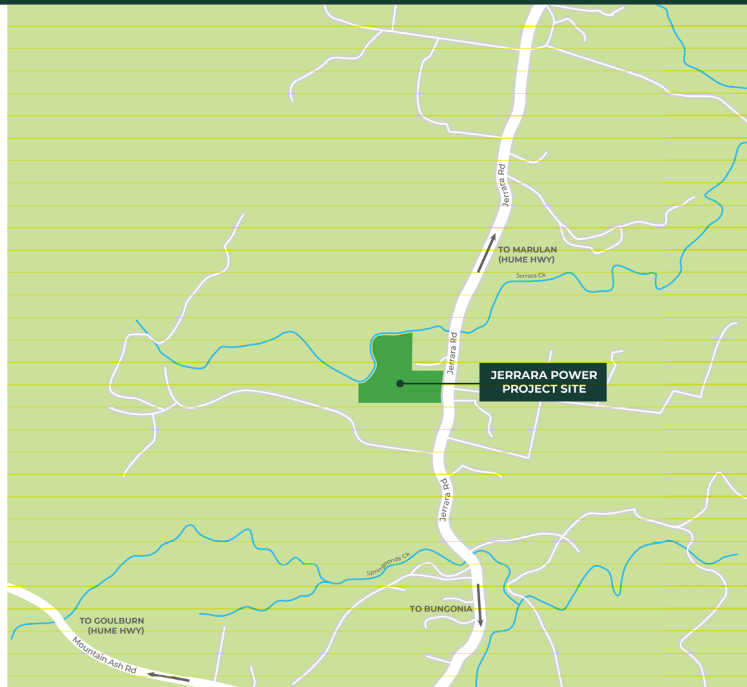 Jerrara Rd
TO MARULAN
(HUME HWY)
Jerrara Ck
Jerrara Rd
JERRARA POWER
PROJECT SITE
Jerrara Rd
Springponds Ck
TO BUNGONIA
TO GOULBURN
(HUME HWY)
Mountain Ash Rd